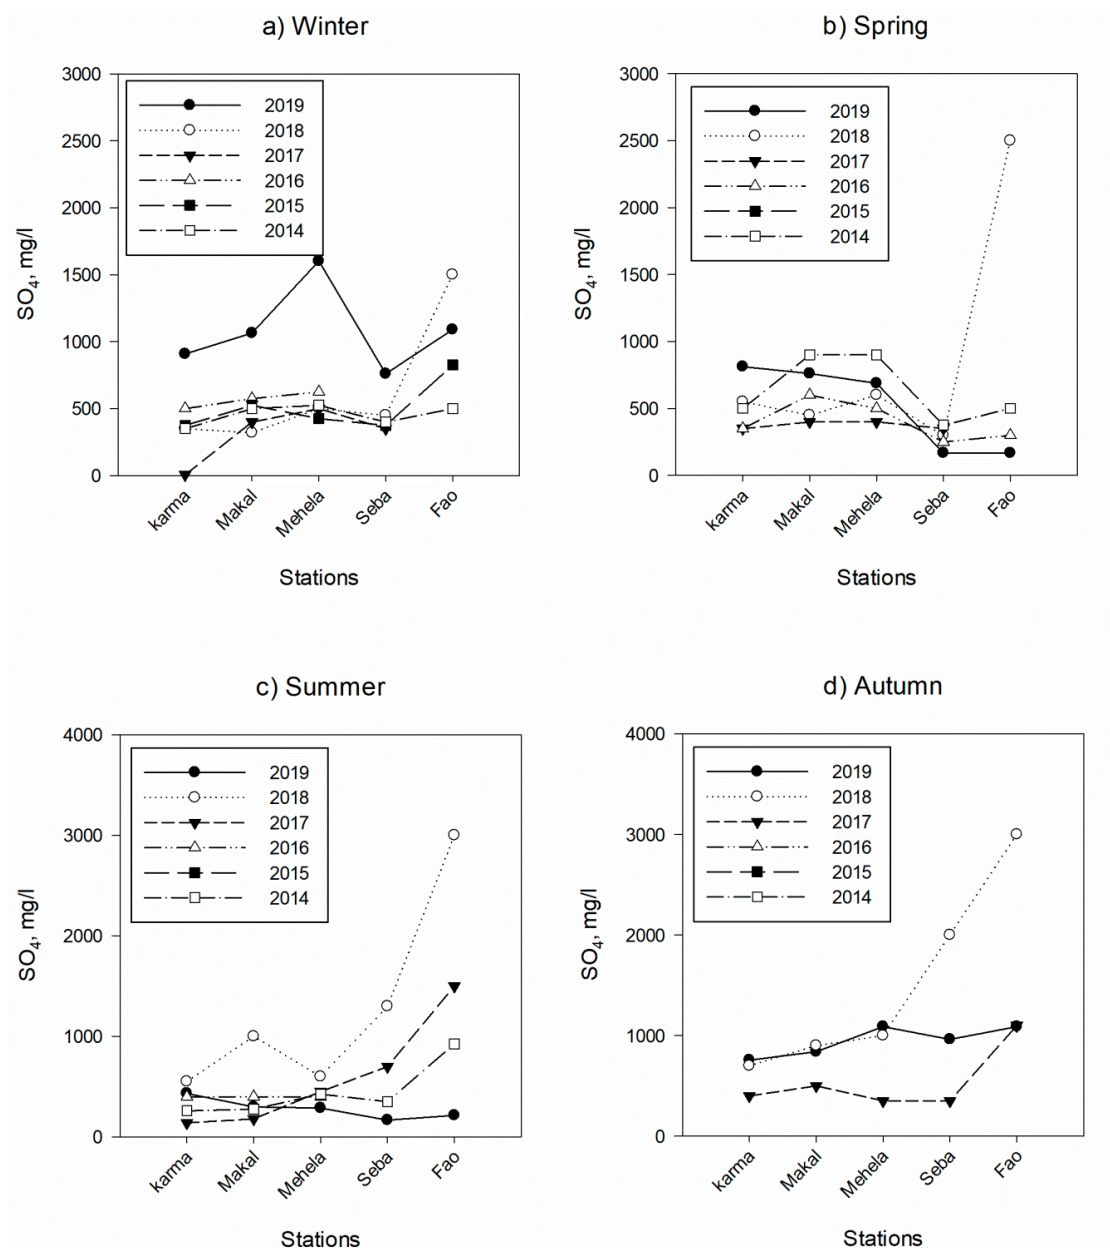 a) Winter
3000
2500
2000
1500
1000
500
0
SO4, mg/l
2019
2018
2017
2016
2015
2014
karma
Makal
Mehela
Seba
Fao
Stations
b) Spring
3000
2500
2000
1500
1000
500
0
SO4, mg/l
2019
2018
2017
2016
2015
2014
karma
Makal
Mehela
Seba
Fao
Stations
c) Summer
4000
3000
2000
1000
0
SO4, mg/l
2019
2018
2017
2016
2015
2014
karma
Makal
Mehela
Seba
Fao
Stations
d) Autumn
4000
3000
2000
1000
0
SO4, mg/l
2019
2018
2017
2016
2015
2014
karma
Makal
Mehela
Seba
Fao
Stations